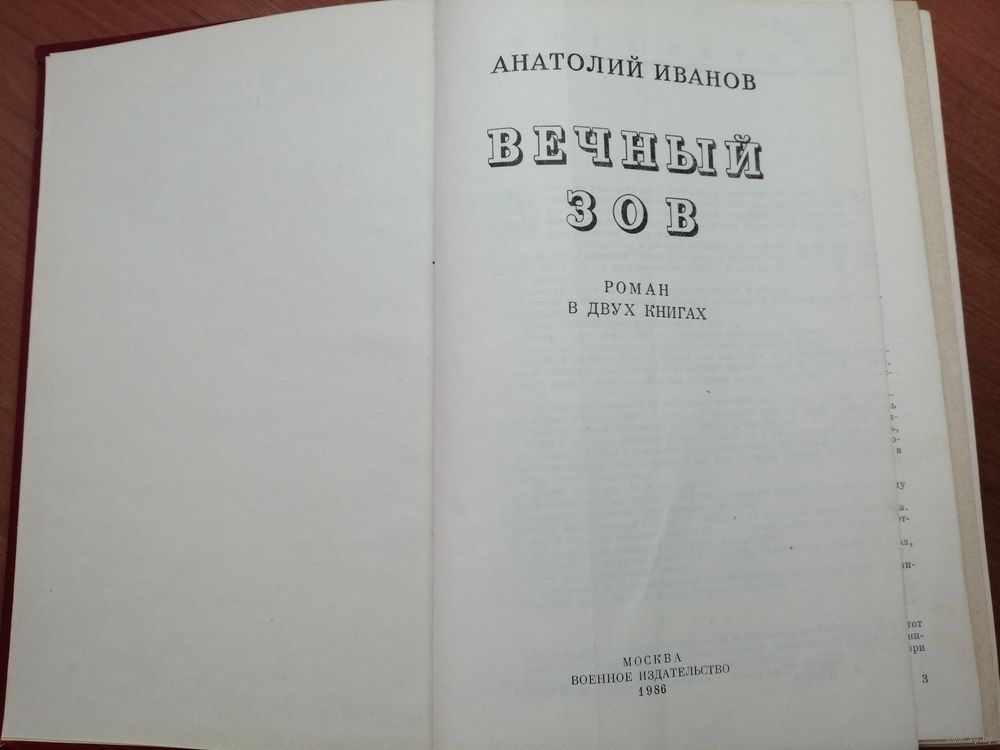 АНАТОЛИЙ ИВАНОВ
ВЕЧНЫЙ
ЗОВ
РОМАН
В ДВУХ КНИГАХ
МОСКВА
ВОЕННОЕ ИЗДАТЕЛЬСТВО
1986
3